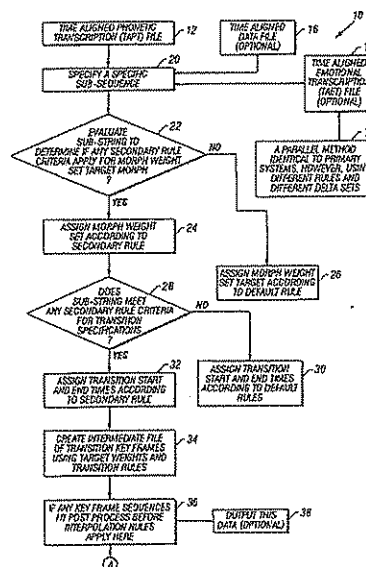 10
TIME ALIGNED PHONETIC
TRANSCRIPTION (TAPT) FILE
12
TIME ALIGNED
DATA FILE
(OPTIONAL)
16
SPECIFY A SPECIFIC
SUB-SEQUENCE
20
TIME ALIGNED
EMOTIONAL
TRANSCRIPTION
(TAET) FILE
(OPTIONAL)
EVALUATE
SUB-STRING TO
DETERMINE IF ANY SECONDARY RULE
CRITERIA APPLY FOR MORPH WEIGHT
SET TARGET MORPH
?
22
NO
YES
A PARALLEL METHOD
IDENTICAL TO PRIMARY
SYSTEMS, HOWEVER, USING
DIFFERENT RULES AND
DIFFERENT DELTA SETS
ASSIGN MORPH WEIGHT
SET ACCORDING TO
SECONDARY RULE
24
ASSIGN MORPH WEIGHT
SET TARGET ACCORDING
TO DEFAULT RULE
26
DOES
SUB-STRING MEET
ANY SECONDARY RULE CRITERIA
FOR TRANSITION
SPECIFICATIONS
?
28
NO
YES
ASSIGN TRANSITION START
AND END TIMES ACCORDING TO
SECONDARY RULE
32
ASSIGN TRANSITION
START AND END TIMES
ACCORDING TO DEFAULT
RULES
30
CREATE INTERMEDIATE FILE
OF TRANSITION KEY FRAMES
USING TARGET WEIGHTS AND
TRANSITION RULES
34
IF ANY KEY FRAME SEQUENCES
POST PROCESS BEFORE
INTERPOLATION RULES
APPLY HERE
36
OUTPUT THIS
DATA (OPTIONAL)
38
A